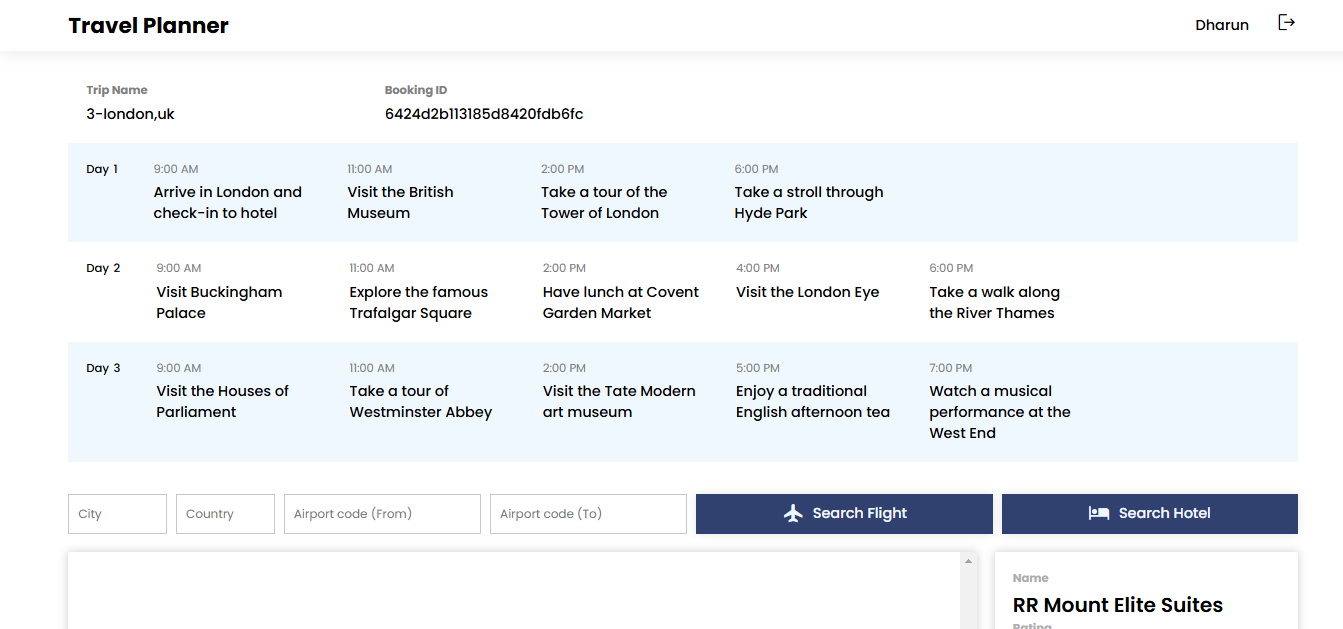 Travel Planner
Dharun
Trip Name
Booking ID
3-london,uk
6424d2b113185d8420fdb6fc
Day 1
9:00 AM
11:00 AM
2:00 PM
6:00 PM
Arrive in London and
check-in to hotel
Visit the British
Museum
Take a tour of the
Tower of London
Take a stroll through
Hyde Park
Day 2
9:00 AM
11:00 AM
2:00 PM
4:00 PM
6:00 PM
Visit Buckingham
Palace
Explore the famous
Trafalgar Square
Have lunch at Covent
Garden Market
Visit the London Eye
Take a walk along
the River Thames
Day 3
9:00 AM
11:00 AM
2:00 PM
5:00 PM
7:00 PM
Visit the Houses of
Parliament
Take a tour of
Westminster Abbey
Visit the Tate Modern
art museum
Enjoy a traditional
English afternoon tea
Watch a musical
performance at the
West End
City
Country
Airport code (From)
Airport code (To)
Search Flight
Search Hotel
Name
RR Mount Elite Suites
Rating